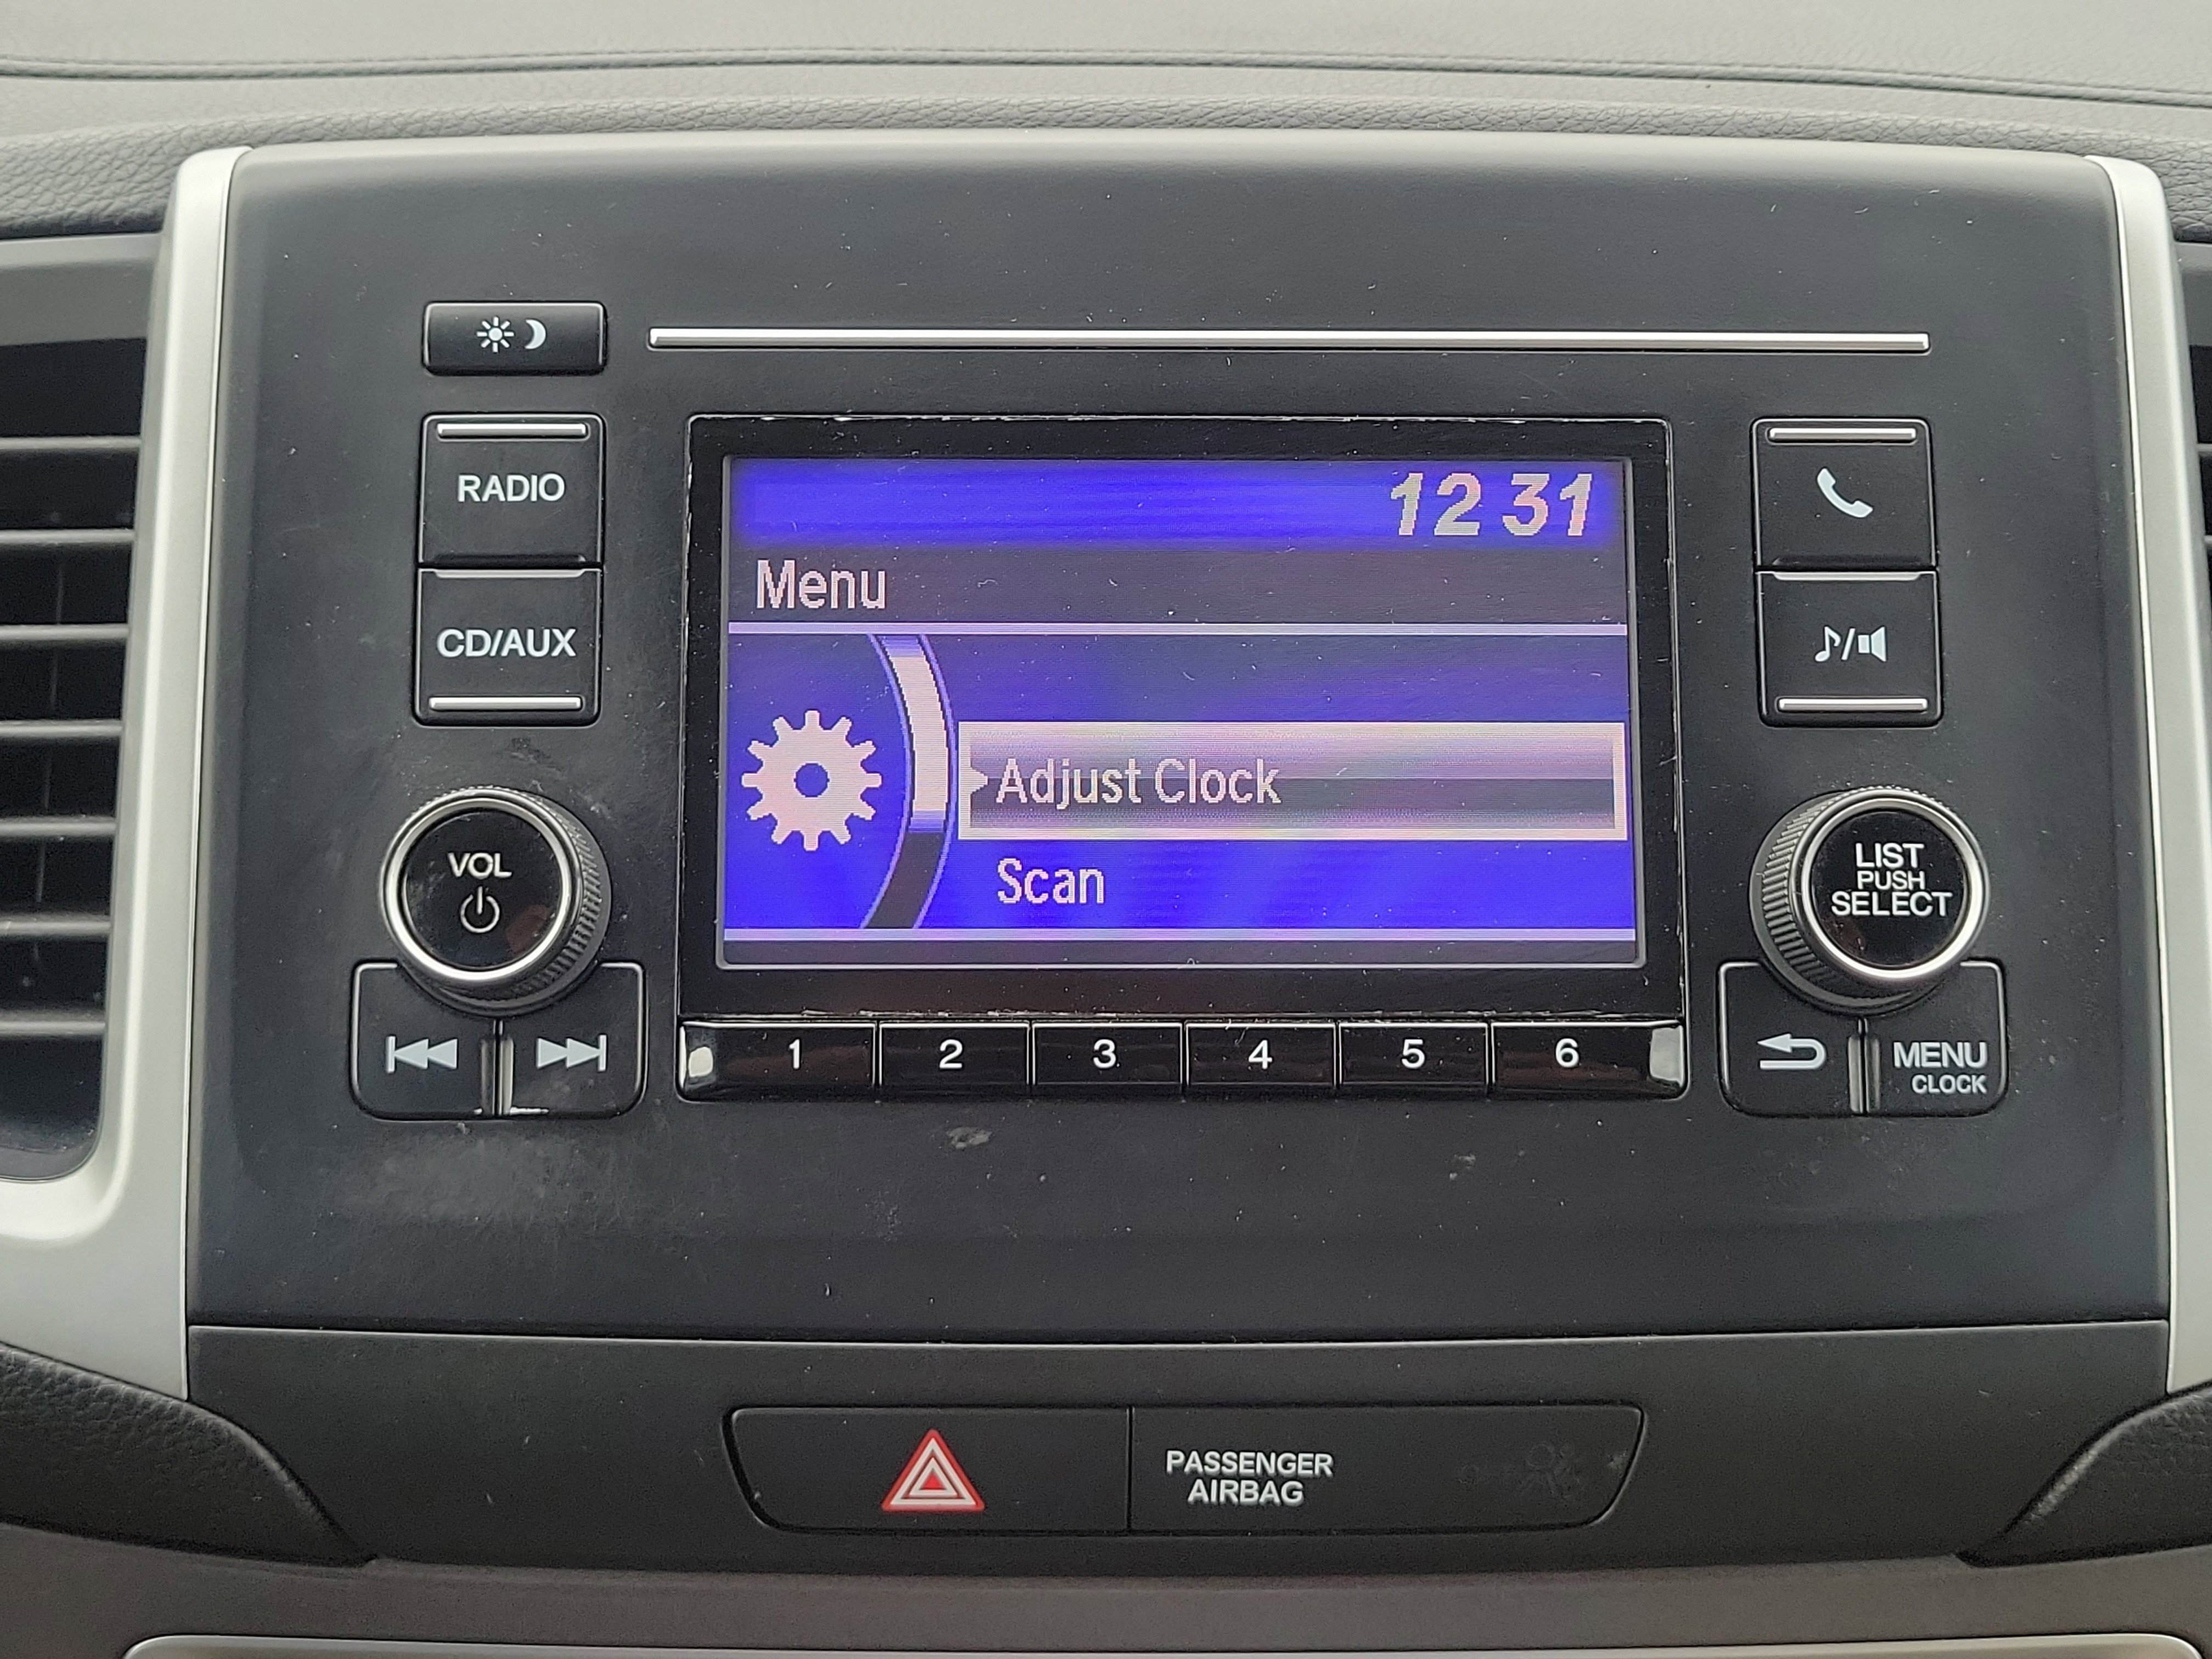 RADIO
CD/AUX
VOL
12 31
Menu
Adjust Clock
Scan
1 2 3 4 5 6
LIST
PUSH
SELECT
MENU
CLOCK
PASSENGER
AIRBAG